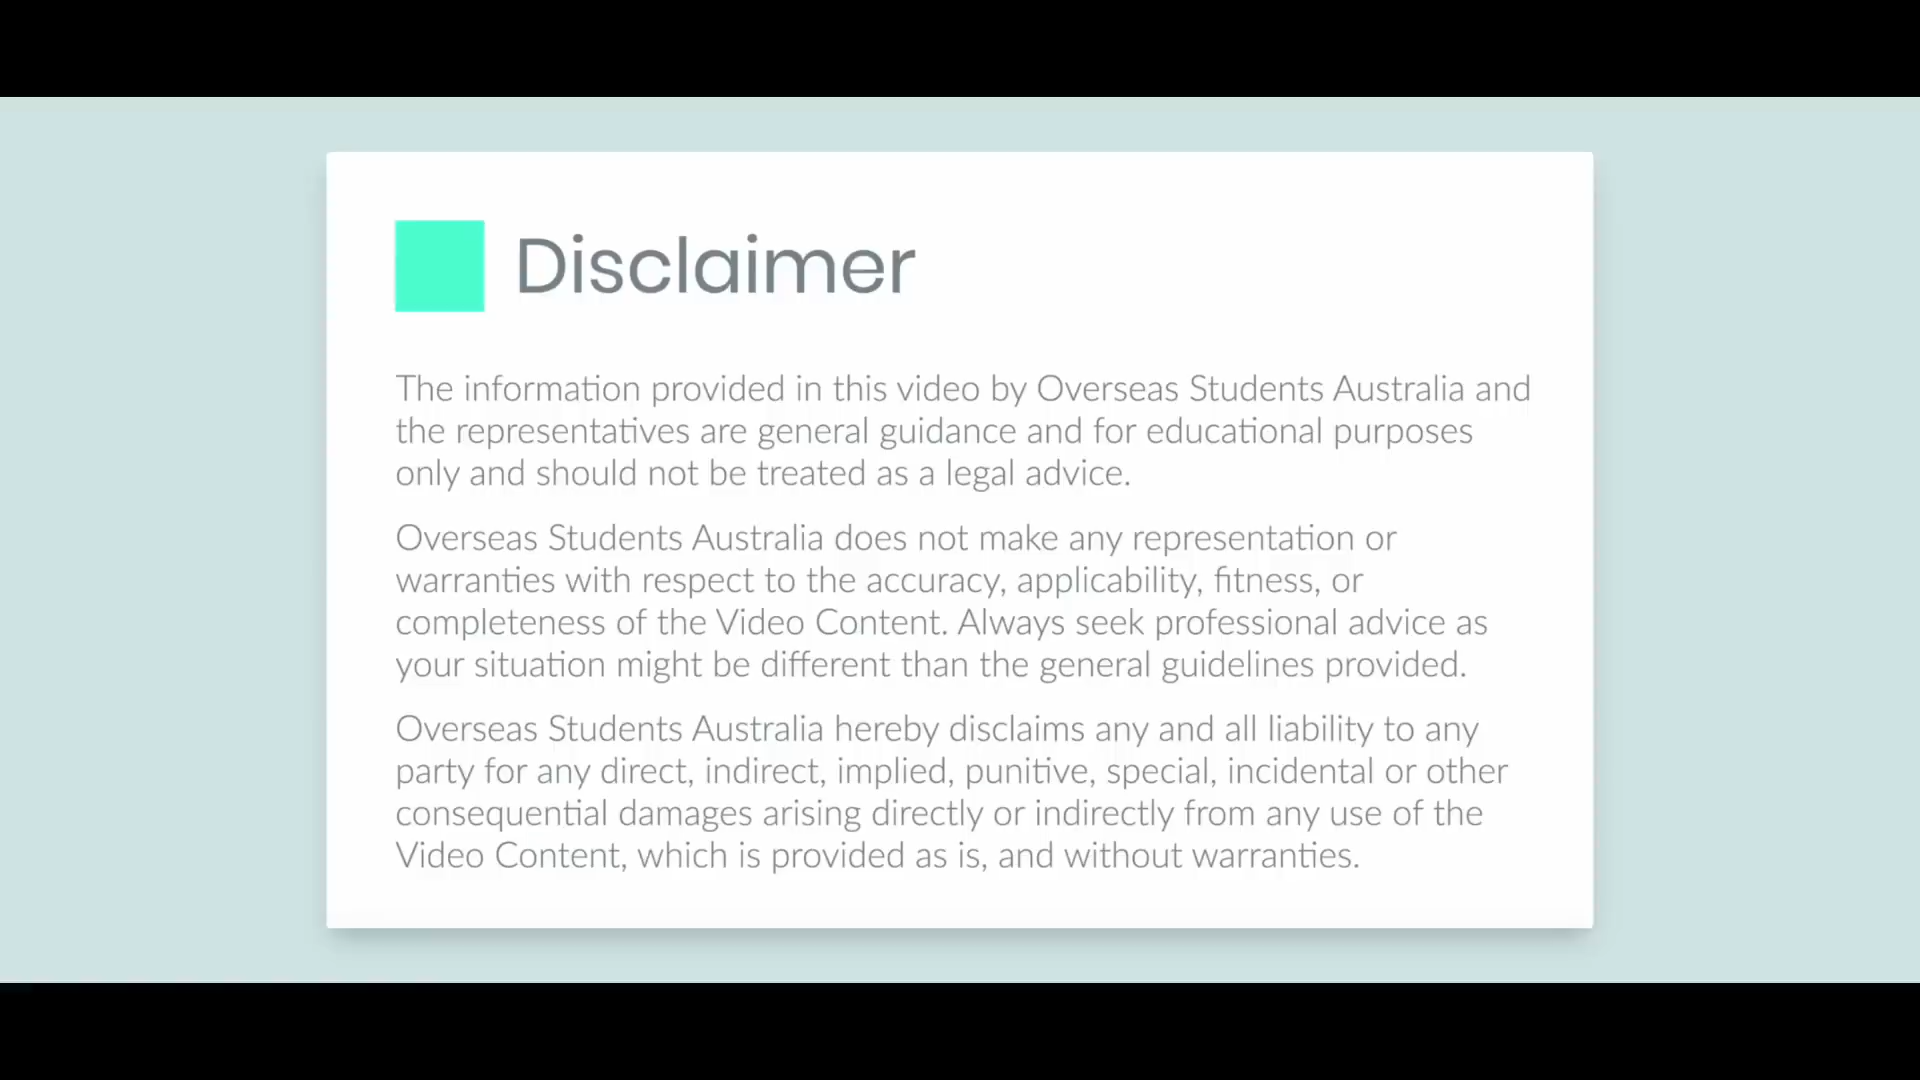 Disclaimer
The information provided in this video by Overseas Students Australia and
the representatives are general guidance and for educational purposes
only and should not be treated as a legal advice.
Overseas Students Australia does not make any representation or
warranties with respect to the accuracy, applicability, fitness, or
completeness of the Video Content. Always seek professional advice as
your situation might be different than the general guidelines provided.
Overseas Students Australia hereby disclaims any and all liability to any
party for any direct, indirect, implied, punitive, special, incidental or other
consequential damages arising directly or indirectly from any use of the
Video Content, which is provided as is, and without warranties.